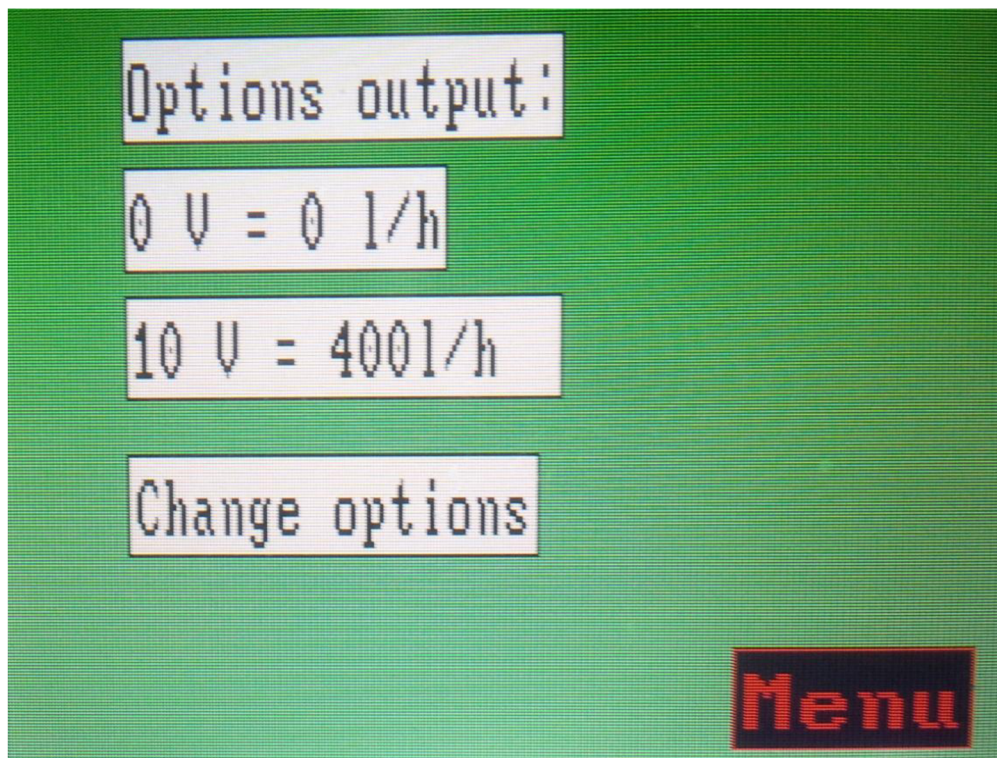 Options output:
0 V = 0 l/h
10 V = 400l/h
Change options
Menu